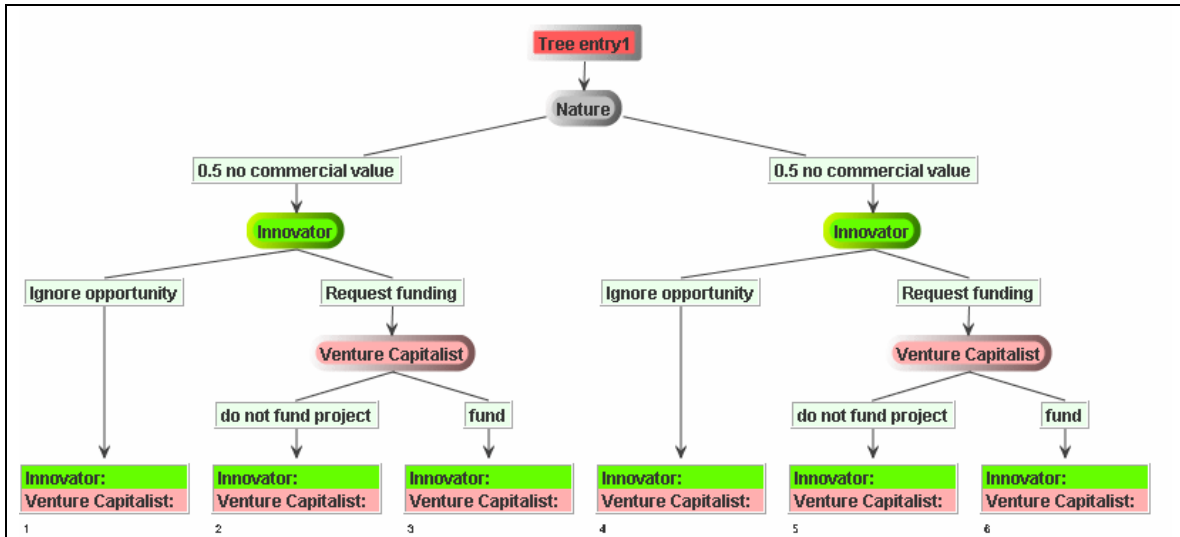 Tree entry1
Nature
0.5 no commercial value
0.5 no commercial value
Innovator
Innovator
Ignore opportunity
Request funding
Ignore opportunity
Request funding
Venture Capitalist
Venture Capitalist
do not fund project
fund
do not fund project
fund
Innovator:
Venture Capitalist:
Innovator:
Venture Capitalist:
Innovator:
Venture Capitalist:
Innovator:
Venture Capitalist:
Innovator:
Venture Capitalist:
Innovator:
Venture Capitalist:
1
2
3
4
5
6